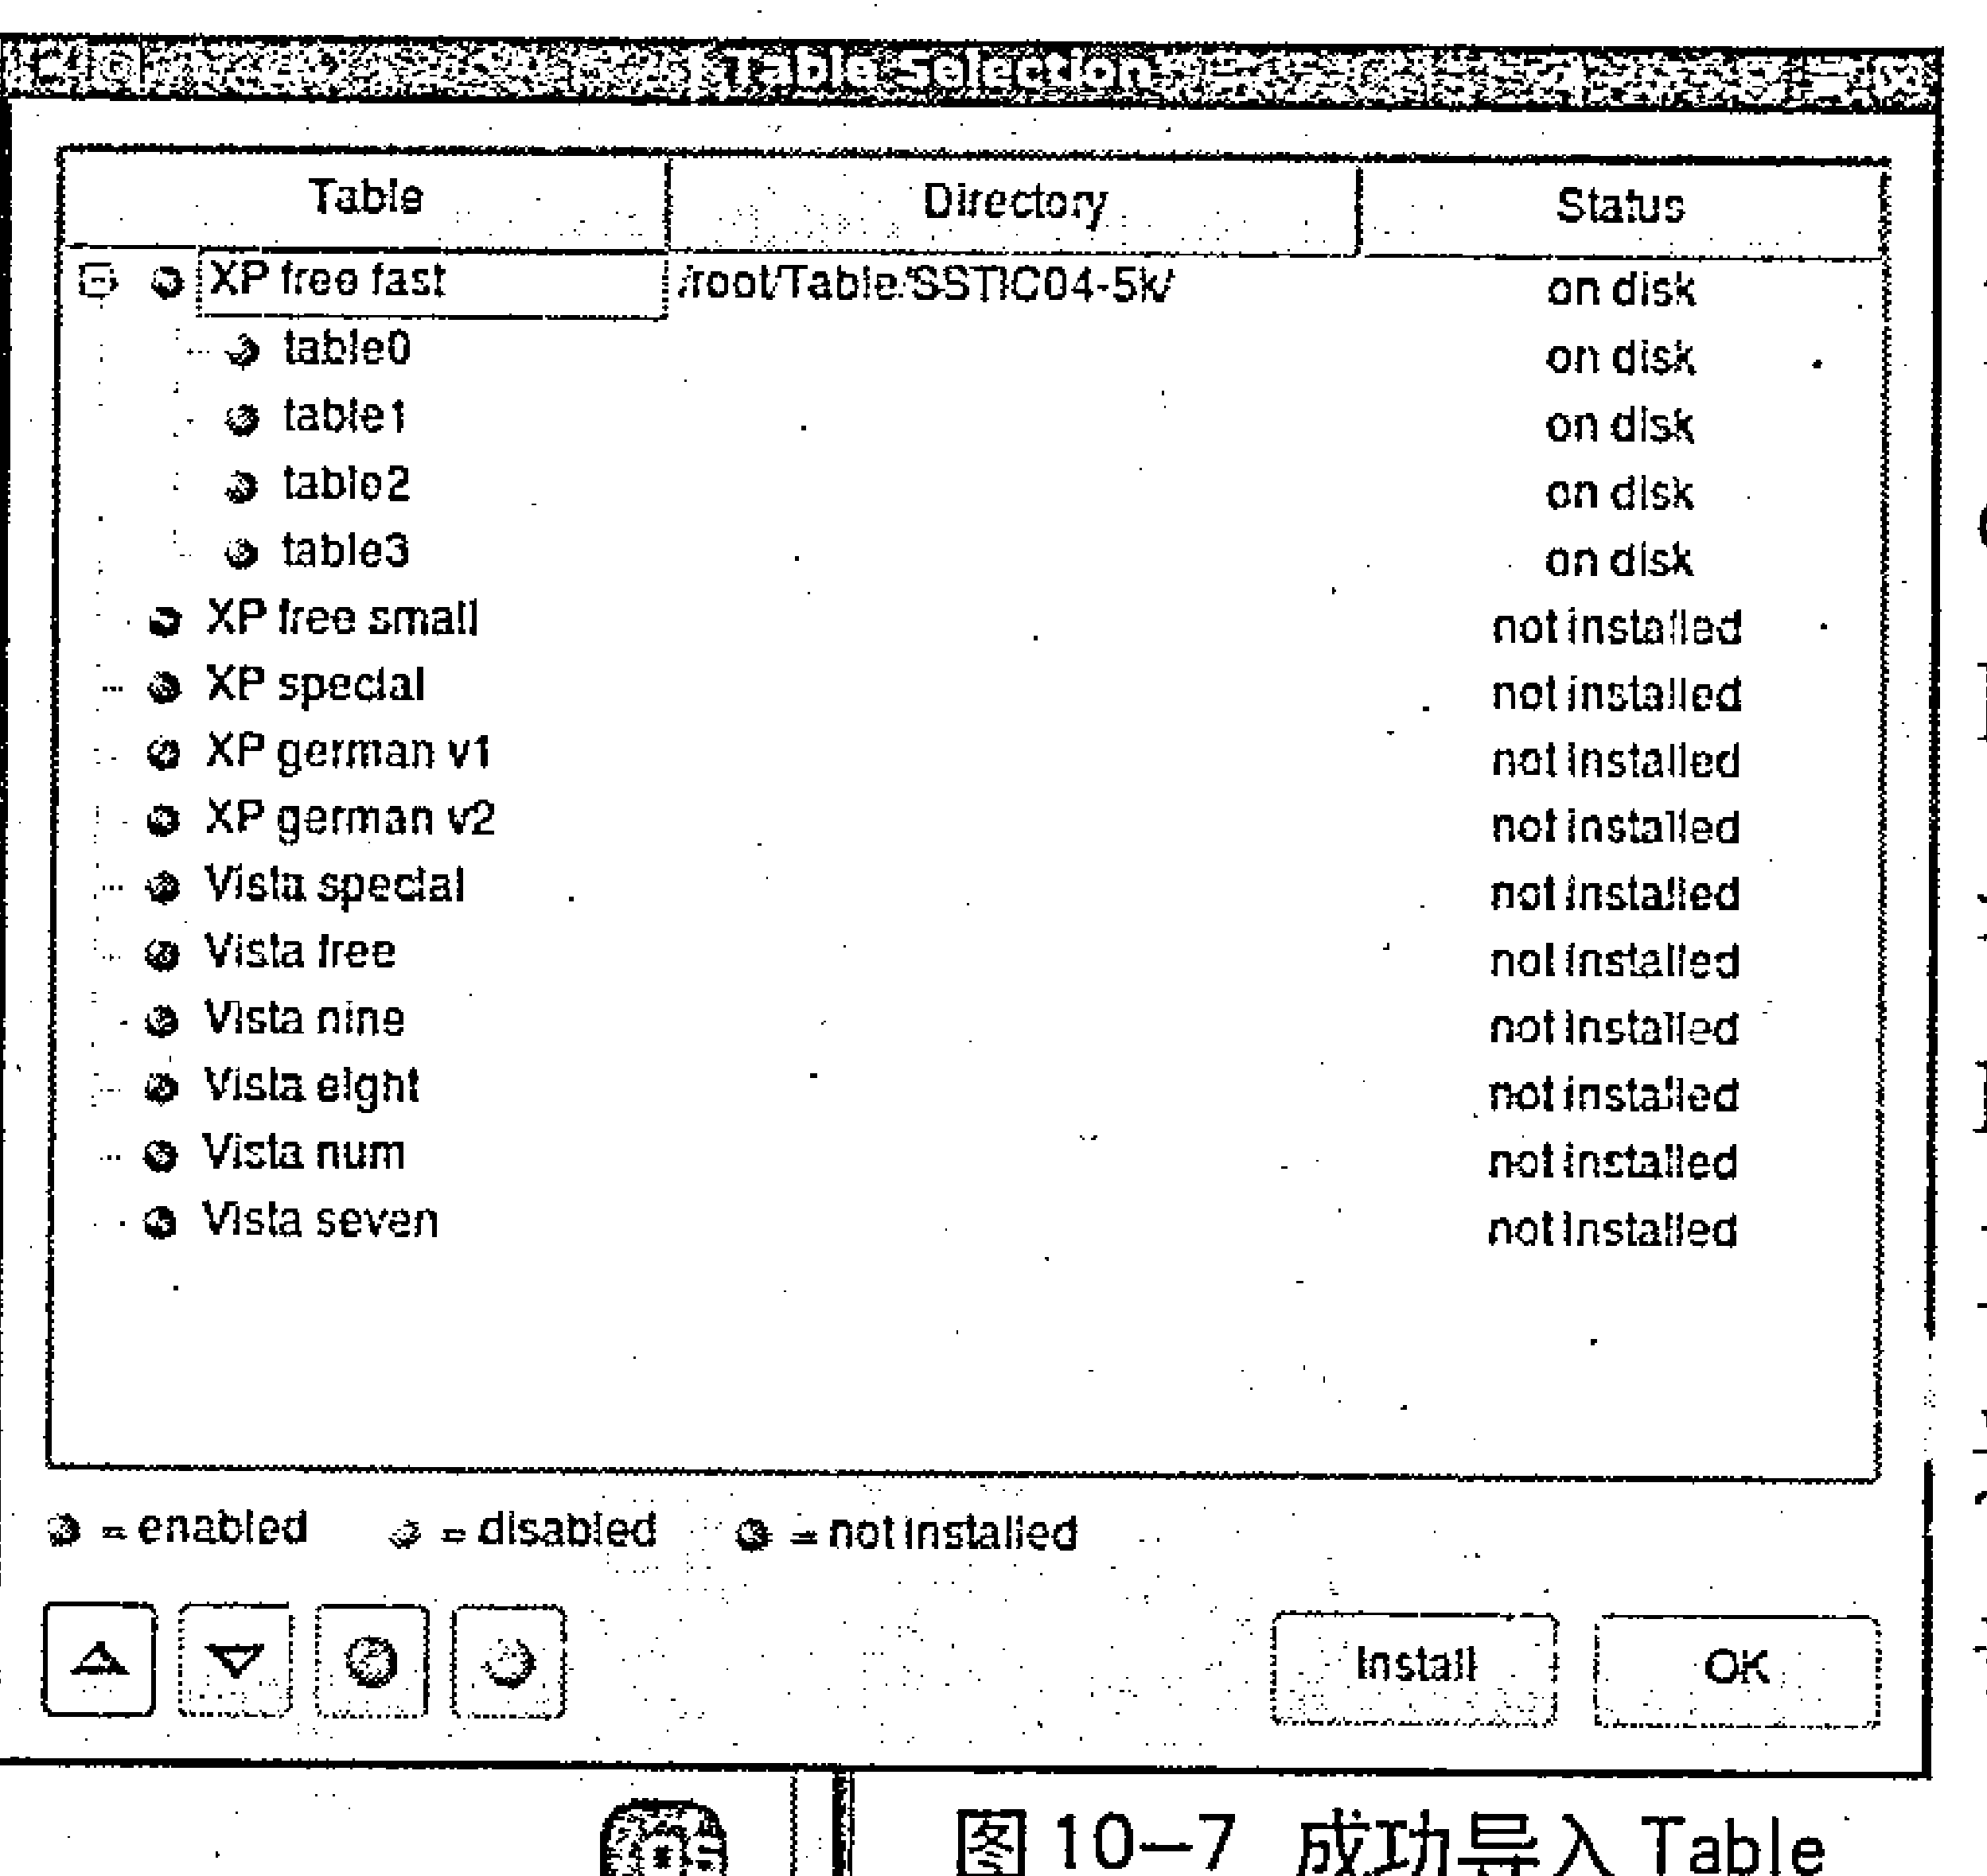 Table Selection
Table Directory Status
XP free fast /root/Table/SSTIC04-5k/ on disk
table0 on disk
table1 on disk
table2 on disk
table3 on disk
XP free small not installed
XP special not installed
XP german v1 not installed
XP german v2 not installed
Vista special not installed
Vista free not installed
Vista nine not installed
Vista eight not installed
Vista num not installed
Vista seven not installed
= enabled = disabled = not installed
Install OK
图 10-7 成功导入 Table